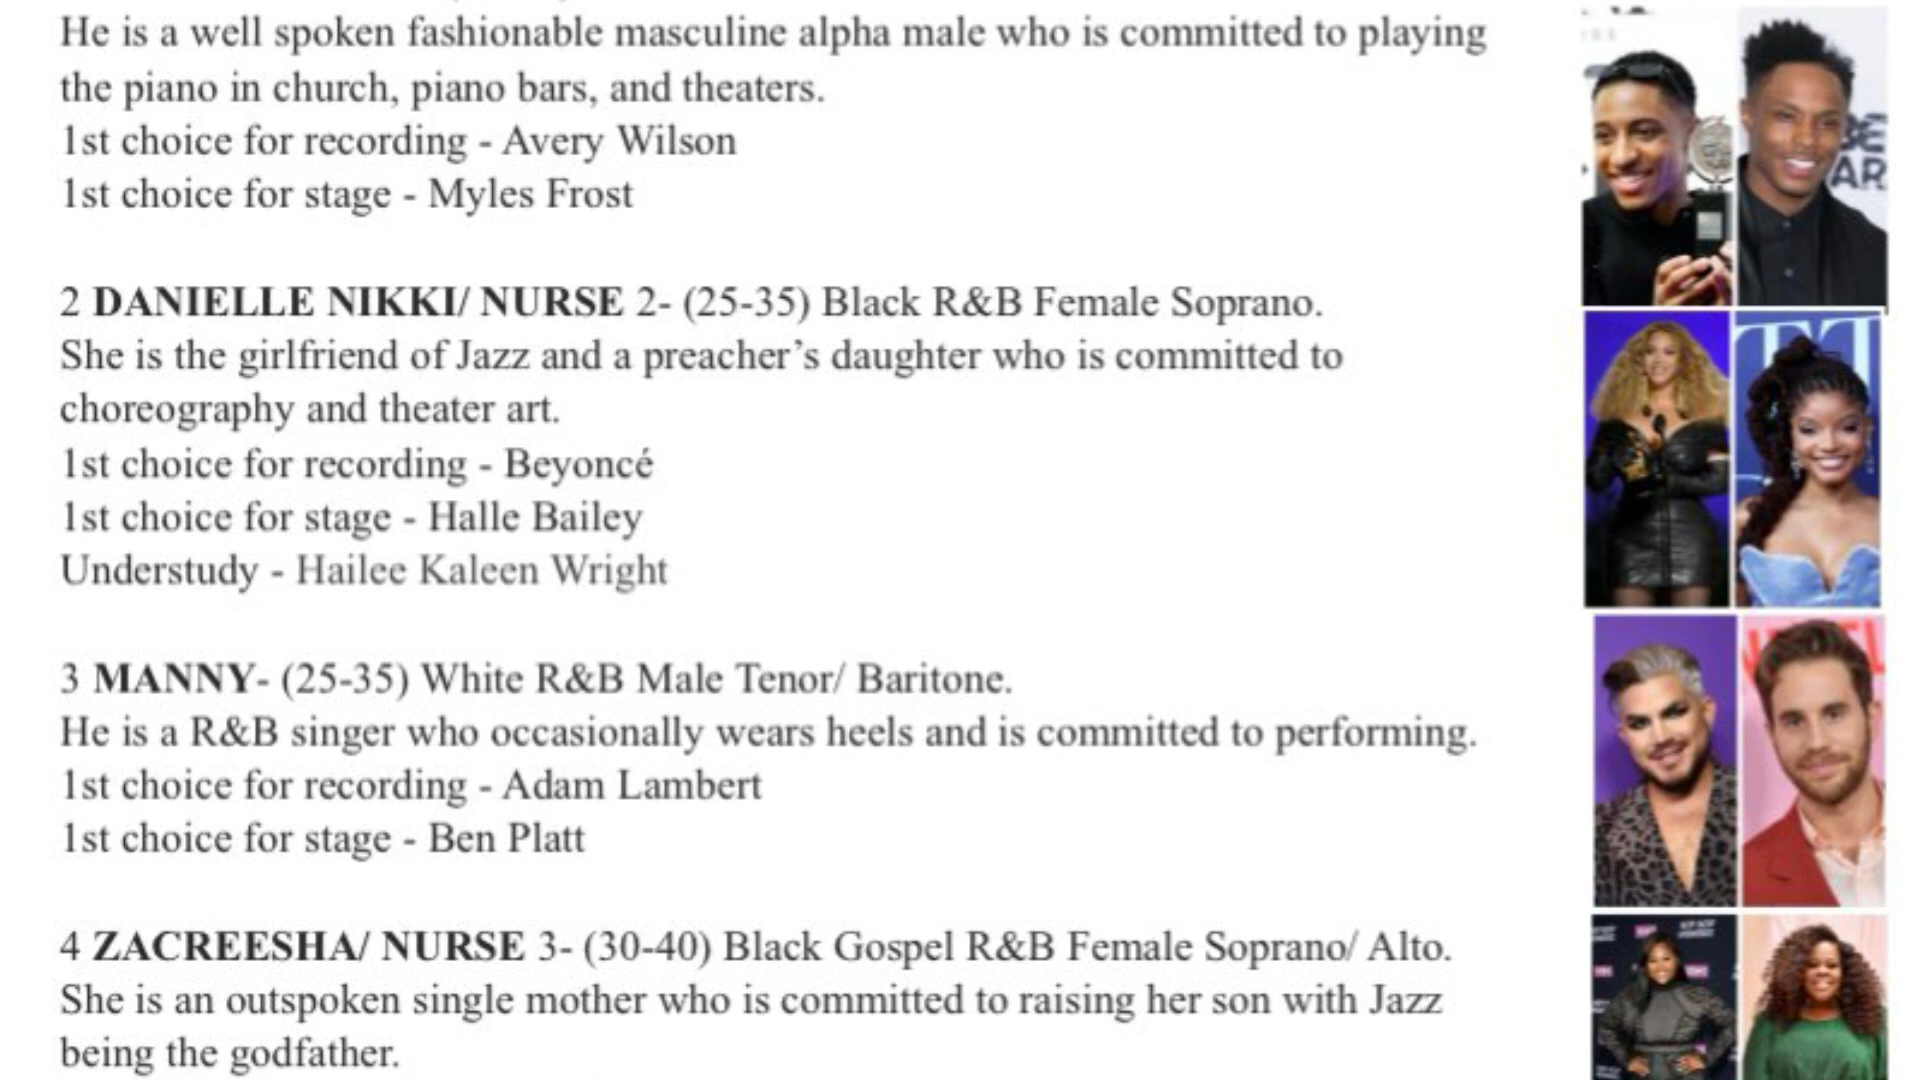 He is a well spoken fashionable masculine alpha male who is committed to playing
the piano in church, piano bars, and theaters.
1st choice for recording - Avery Wilson
1st choice for stage - Myles Frost
2 DANIELLE NIKKI/ NURSE 2- (25-35) Black R&B Female Soprano.
She is the girlfriend of Jazz and a preacher’s daughter who is committed to
choreography and theater art.
1st choice for recording - Beyoncé
1st choice for stage - Halle Bailey
Understudy - Hailee Kaleen Wright
3 MANNY- (25-35) White R&B Male Tenor/ Baritone.
He is a R&B singer who occasionally wears heels and is committed to performing.
1st choice for recording - Adam Lambert
1st choice for stage - Ben Platt
4 ZACREESHA/ NURSE 3- (30-40) Black Gospel R&B Female Soprano/ Alto.
She is an outspoken single mother who is committed to raising her son with Jazz
being the godfather.